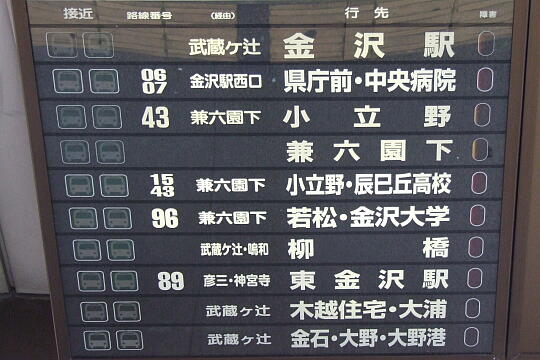 接近 路線番号 (経由) 行先 障害
武蔵ヶ辻 金沢駅
06 07 金沢駅西口 県庁前・中央病院
43 兼六園下 小立野
兼六園下
15 43 兼六園下 小立野・辰巳丘高校
96 兼六園下 若松・金沢大学
武蔵ヶ辻・鳴和 柳橋
89 彦三・神宮寺 東金沢駅
武蔵ヶ辻 木越住宅・大浦
武蔵ヶ辻 金石・大野・大野港